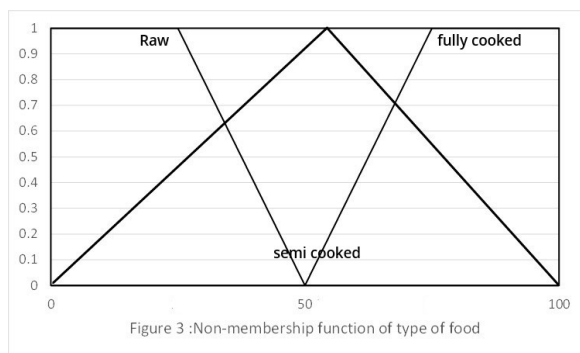 1
Raw
fully cooked
0.9
0.8
0.7
0.6
0.5
0.4
0.3
0.2
semi cooked
0.1
0
0 50 100
Figure 3 :Non-membership function of type of food